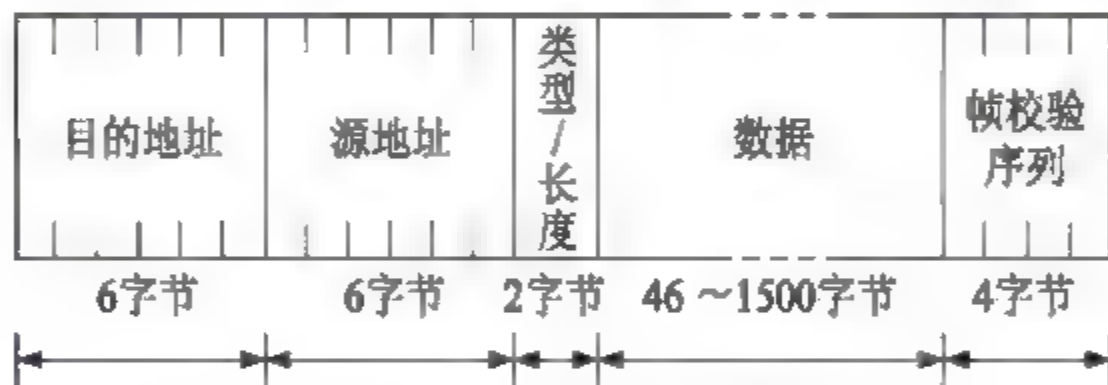 目的地址
源地址
类型/长度
数据
帧校验
序列
6字节
6字节
2字节
46～1500字节
4字节